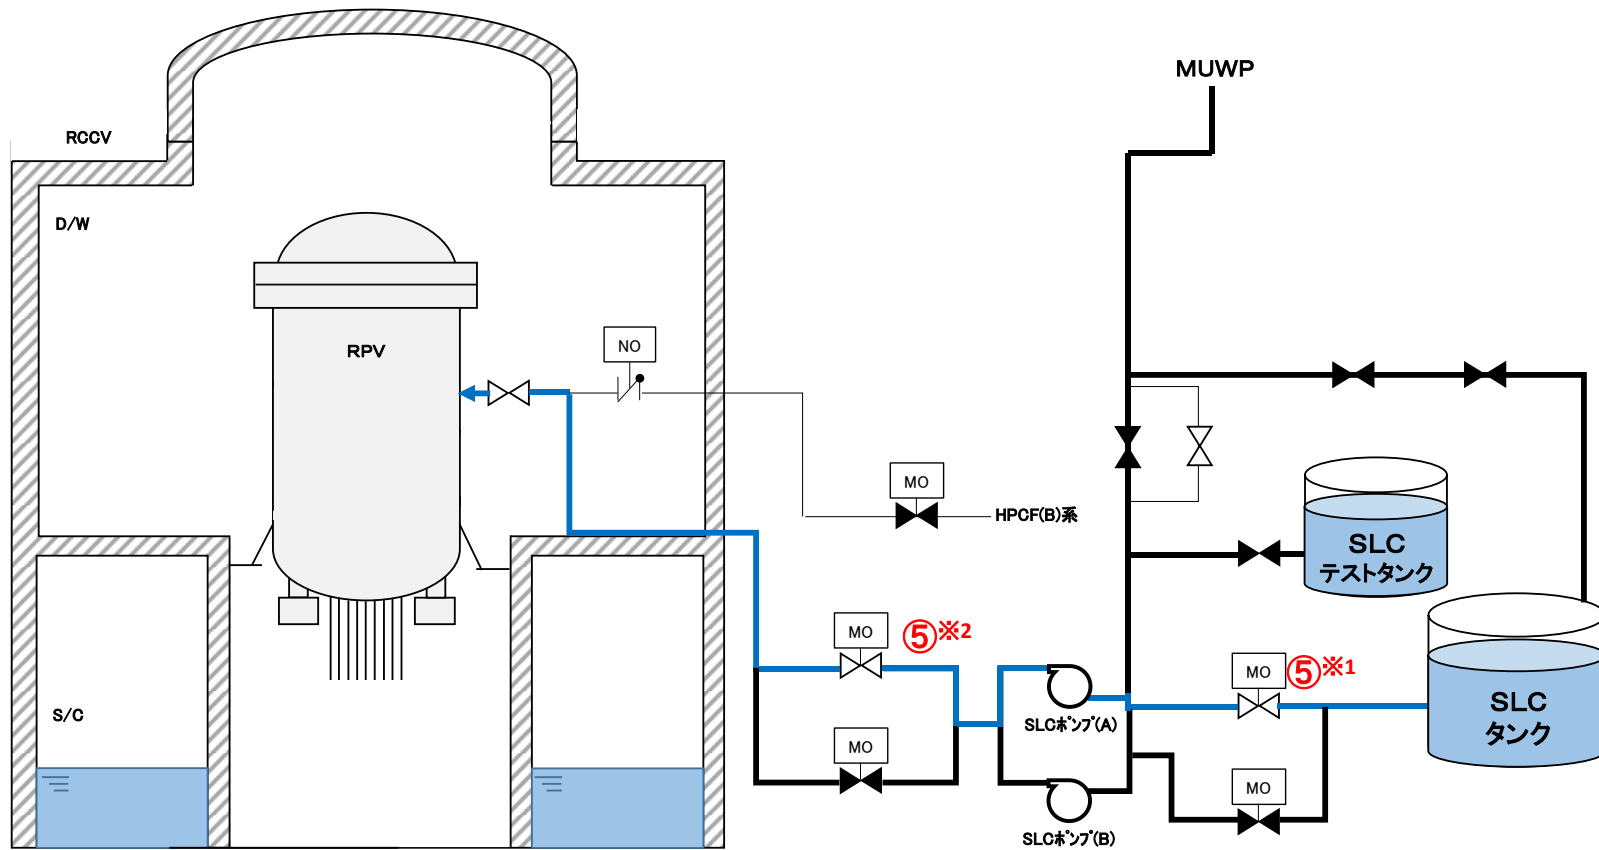 MUWP
RCCV
D/W
NO
RPV
MO
HPCF(B)系
SLC
テストタンク
MO
⑤※2
MO
⑤※1
SLC
タンク
S/C
SLCﾎﾟﾝﾌﾟ(A)
MO
MO
SLCﾎﾟﾝﾌﾟ(B)